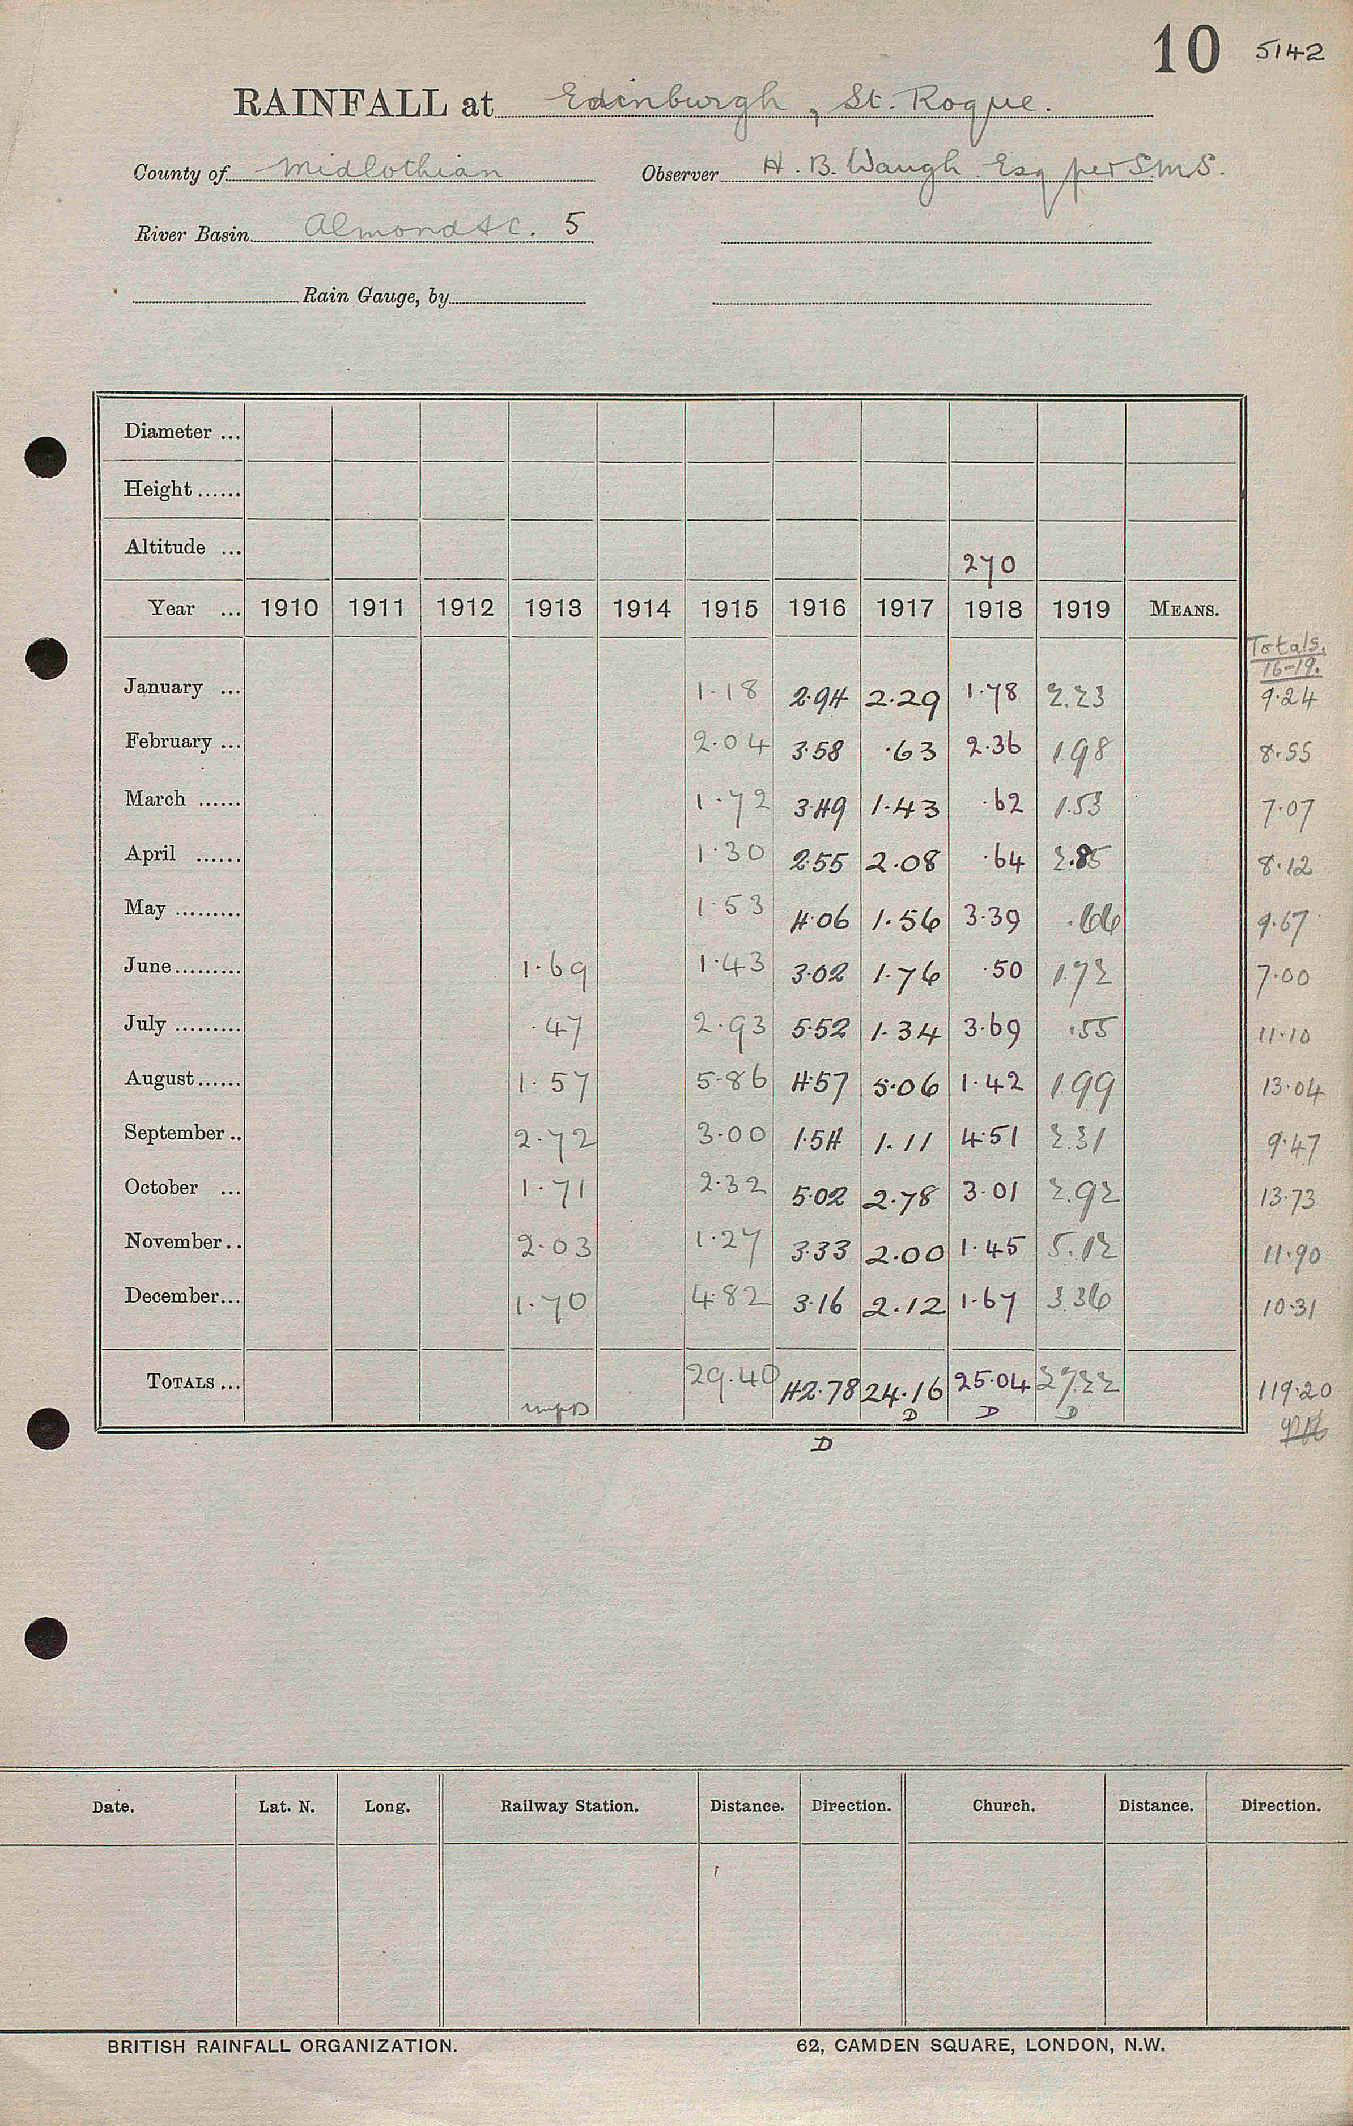 10 5142
RAINFALL at Edinburgh, St. Roque.
County of Midlothian Observer H. B. Waugh Esq per S.M.S.
River Basin Almond &c. 5
Rain Gauge, by
Diameter ...
Height ......
Altitude ... 270
Year ... 1910 1911 1912 1913 1914 1915 1916 1917 1918 1919 MEANS.
Totals.
16-19.
January ... 1.18 2.94 2.29 1.78 2.23 9.24
February ... 2.04 3.58 .63 2.36 1.98 8.55
March ...... 1.72 3.49 1.43 .62 1.53 7.07
April ...... 1.30 2.55 2.08 .64 2.85 8.12
May ......... 1.53 4.06 1.56 3.39 .66 9.67
June ......... 1.69 1.43 3.02 1.76 .50 1.72 7.00
July ......... .47 2.93 5.52 1.34 3.69 .55 11.10
August ...... 1.57 5.86 4.57 5.06 1.42 1.99 13.04
September .. 2.72 3.00 1.54 1.11 4.51 2.31 9.47
October ... 1.71 2.32 5.02 2.78 3.01 2.92 13.73
November .. 2.03 1.27 3.33 2.00 1.45 5.12 11.90
December ... 1.70 4.82 3.16 2.12 1.67 3.36 10.31
TOTALS ... 29.40 42.78 24.16 25.04 27.22 119.20
D D D
D
Date. Lat. N. Long. Railway Station. Distance. Direction. Church. Distance. Direction.
BRITISH RAINFALL ORGANIZATION. 62, CAMDEN SQUARE, LONDON, N.W.